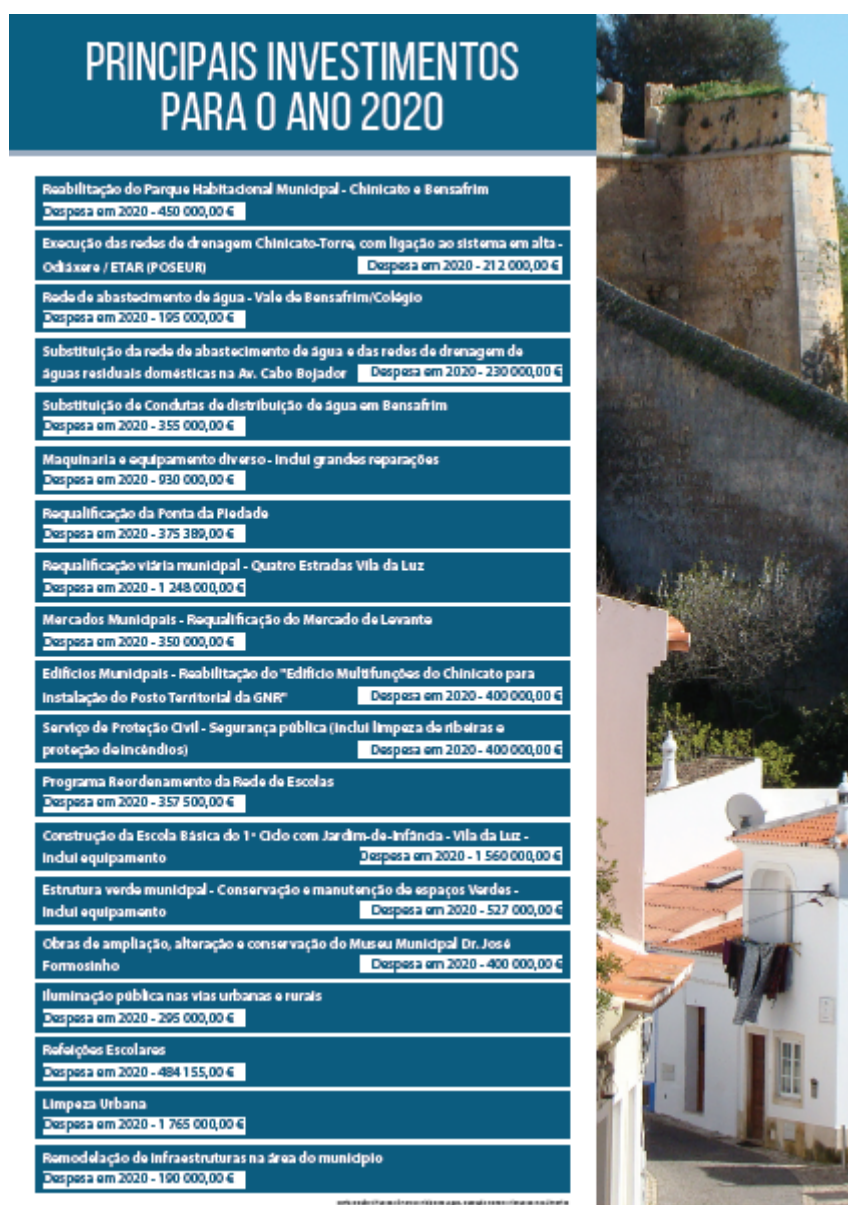 PRINCIPAIS INVESTIMENTOS
PARA O ANO 2020
Reabilitação do Parque Habitacional Municipal - Chinicato e Bensafrim
Despesa em 2020 - 450 000,00 €
Execução das redes de drenagem Chinicato-Torre, com ligação ao sistema em alta -
Odiáxere / ETAR (POSEUR) Despesa em 2020 - 212 000,00 €
Rede de abastecimento de água - Vale de Bensafrim/Colégio
Despesa em 2020 - 195 000,00 €
Substituição da rede de abastecimento de água e das redes de drenagem de
águas residuais domésticas na Av. Cabo Bojador Despesa em 2020 - 230 000,00 €
Substituição de Condutas de distribuição de água em Bensafrim
Despesa em 2020 - 355 000,00 €
Maquinaria e equipamento diverso - inclui grandes reparações
Despesa em 2020 - 930 000,00 €
Requalificação da Ponta da Piedade
Despesa em 2020 - 375 389,00 €
Requalificação viária municipal - Quatro Estradas Vila da Luz
Despesa em 2020 - 1 248 000,00 €
Mercados Municipais - Requalificação do Mercado de Levante
Despesa em 2020 - 350 000,00 €
Edifícios Municipais - Reabilitação do "Edifício Multifunções do Chinicato para
instalação do Posto Territorial da GNR" Despesa em 2020 - 400 000,00 €
Serviço de Proteção Civil - Segurança pública (inclui limpeza de ribeiras e
proteção de incêndios) Despesa em 2020 - 400 000,00 €
Programa Reordenamento da Rede de Escolas
Despesa em 2020 - 357 500,00 €
Construção da Escola Básica do 1º Ciclo com Jardim-de-Infância - Vila da Luz -
inclui equipamento Despesa em 2020 - 1 560 000,00 €
Estrutura verde municipal - Conservação e manutenção de espaços Verdes -
inclui equipamento Despesa em 2020 - 527 000,00 €
Obras de ampliação, alteração e conservação do Museu Municipal Dr. José
Formosinho Despesa em 2020 - 400 000,00 €
Iluminação pública nas vias urbanas e rurais
Despesa em 2020 - 295 000,00 €
Refeições Escolares
Despesa em 2020 - 484 155,00 €
Limpeza Urbana
Despesa em 2020 - 1 765 000,00 €
Remodelação de infraestruturas na área do município
Despesa em 2020 - 190 000,00 €